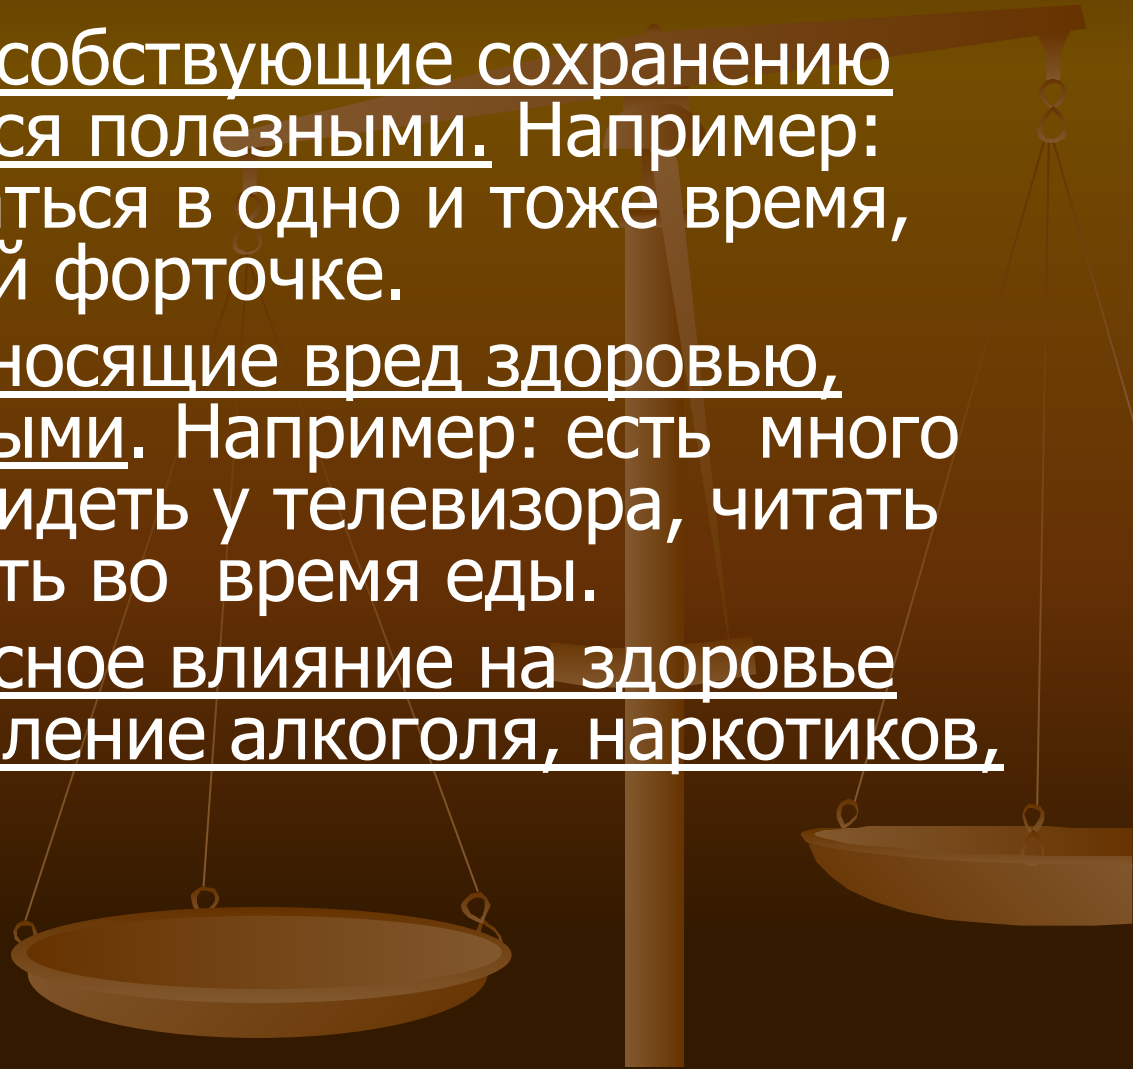 собствующие сохранению
ся полезными. Например:
ться в одно и тоже время,
й форточке.
носящие вред здоровью,
ыми. Например: есть много
идеть у телевизора, читать
ть во время еды.
сное влияние на здоровье
ление алкоголя, наркотиков,